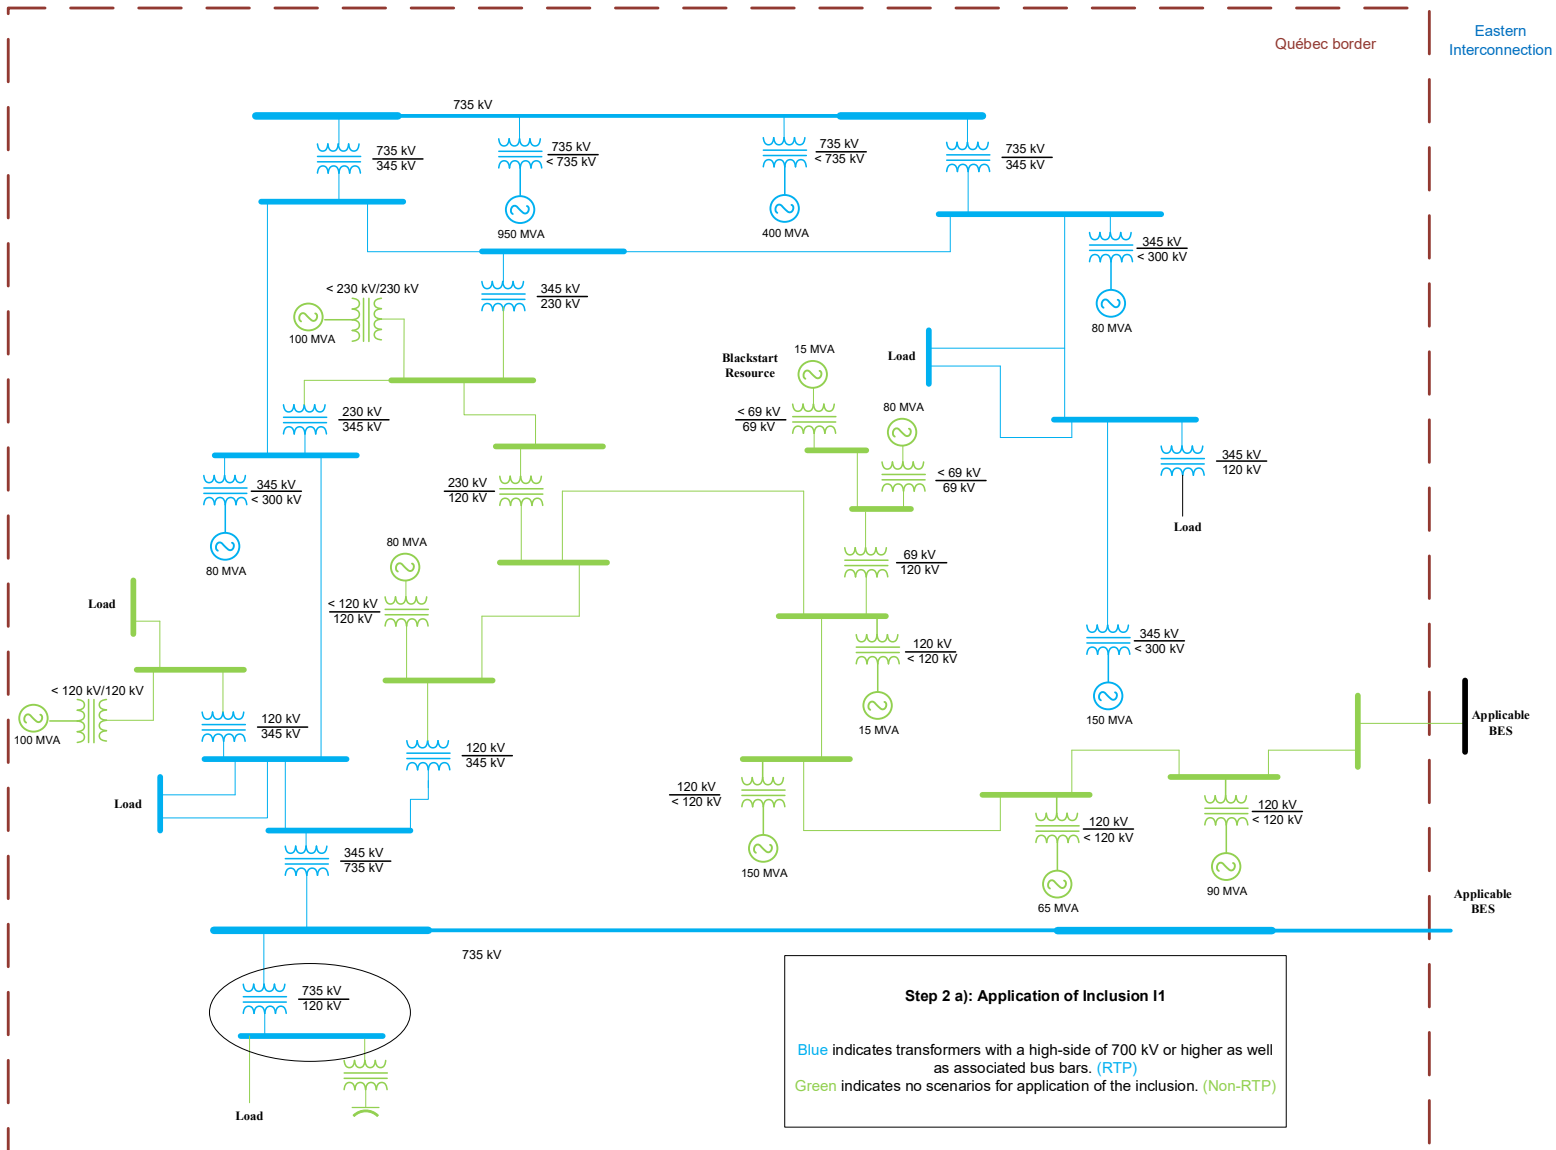 Québec border
Eastern
Interconnection
735 kV
735 kV
345 kV
735 kV
< 735 kV
735 kV
< 735 kV
735 kV
345 kV
950 MVA
400 MVA
345 kV
< 300 kV
80 MVA
345 kV
230 kV
< 230 kV/230 kV
100 MVA
Blackstart
Resource
15 MVA
Load
< 69 kV
69 kV
80 MVA
230 kV
345 kV
< 69 kV
69 kV
345 kV
120 kV
Load
345 kV
< 300 kV
80 MVA
230 kV
120 kV
80 MVA
69 kV
120 kV
Load
< 120 kV
120 kV
120 kV
< 120 kV
15 MVA
345 kV
< 300 kV
150 MVA
< 120 kV/120 kV
100 MVA
120 kV
345 kV
120 kV
345 kV
Applicable
BES
Load
120 kV
< 120 kV
150 MVA
120 kV
< 120 kV
65 MVA
120 kV
< 120 kV
90 MVA
345 kV
735 kV
Applicable
BES
735 kV
735 kV
120 kV
Load
Step 2 a): Application of Inclusion I1
Blue indicates transformers with a high-side of 700 kV or higher as well
as associated bus bars. (RTP)
Green indicates no scenarios for application of the inclusion. (Non-RTP)